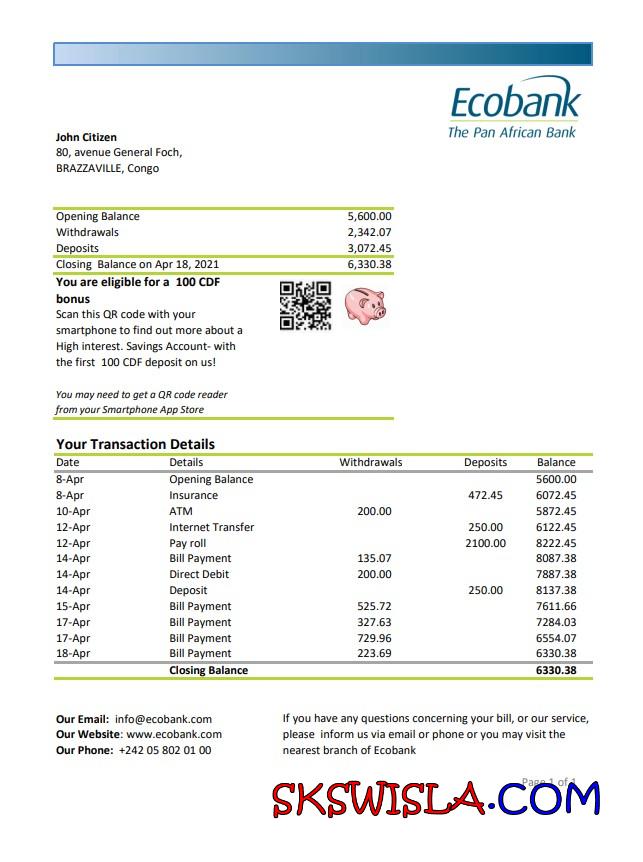 Ecobank
The Pan African Bank
John Citizen
80, avenue General Foch,
BRAZZAVILLE, Congo
Opening Balance 5,600.00
Withdrawals 2,342.07
Deposits 3,072.45
Closing Balance on Apr 18, 2021 6,330.38
You are eligible for a 100 CDF
bonus
Scan this QR code with your
smartphone to find out more about a
High interest. Savings Account- with
the first 100 CDF deposit on us!
You may need to get a QR code reader
from your Smartphone App Store
Your Transaction Details
Date Details Withdrawals Deposits Balance
8-Apr Opening Balance 5600.00
8-Apr Insurance 472.45 6072.45
10-Apr ATM 200.00 5872.45
12-Apr Internet Transfer 250.00 6122.45
12-Apr Pay roll 2100.00 8222.45
14-Apr Bill Payment 135.07 8087.38
14-Apr Direct Debit 200.00 7887.38
14-Apr Deposit 250.00 8137.38
15-Apr Bill Payment 525.72 7611.66
17-Apr Bill Payment 327.63 7284.03
17-Apr Bill Payment 729.96 6554.07
18-Apr Bill Payment 223.69 6330.38
Closing Balance 6330.38
Our Email: info@ecobank.com
Our Website: www.ecobank.com
Our Phone: +242 05 802 01 00
If you have any questions concerning your bill, or our service,
please inform us via email or phone or you may visit the
nearest branch of Ecobank
Page 1 of 1
SKSWISLA.COM